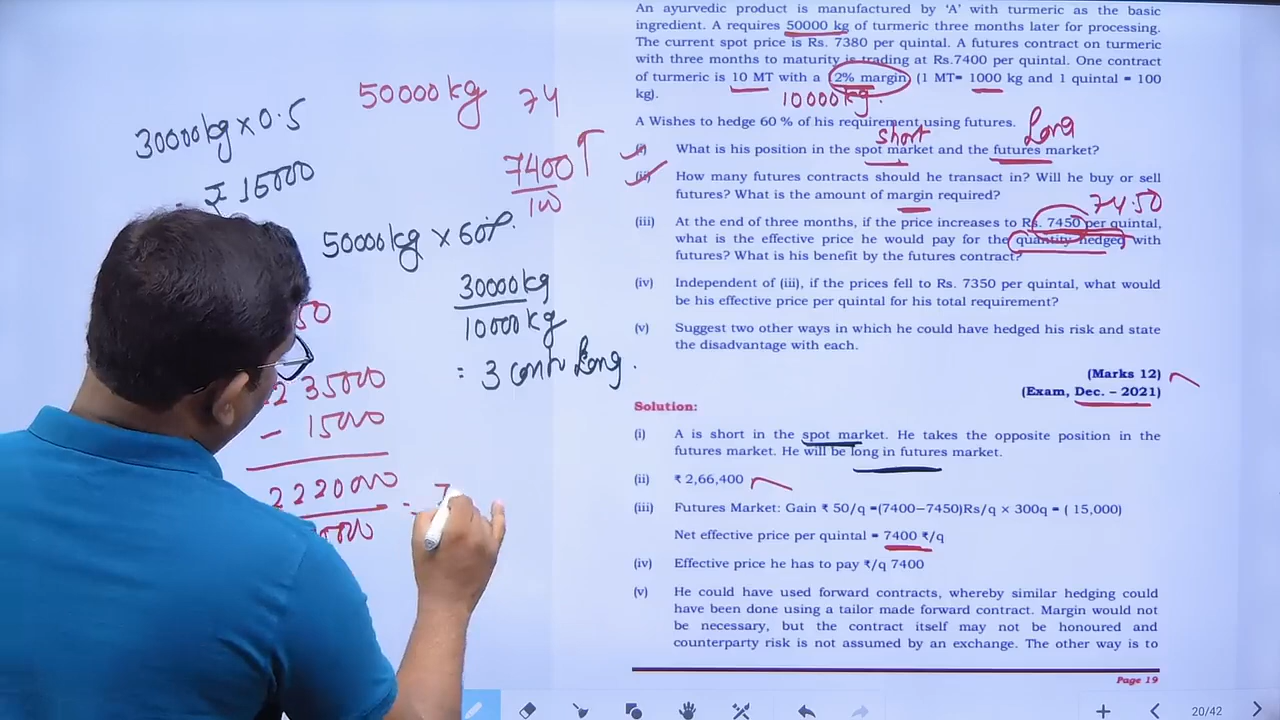 An ayurvedic product is manufactured by ‘A’ with turmeric as the basic
ingredient. A requires 50000 kg of turmeric three months later for processing.
The current spot price is Rs. 7380 per quintal. A futures contract on turmeric
with three months to maturity is trading at Rs.7400 per quintal. One contract
of turmeric is 10 MT with a 2% margin (1 MT= 1000 kg and 1 quintal = 100
kg).
10000kg.
A Wishes to hedge 60 % of his requirement using futures.
short
Long
(i) What is his position in the spot market and the futures market?
(ii) How many futures contracts should he transact in? Will he buy or sell
futures? What is the amount of margin required?
74.50
(iii) At the end of three months, if the price increases to Rs. 7450 per quintal,
what is the effective price he would pay for the quantity hedged with
futures? What is his benefit by the futures contract?
(iv) Independent of (iii), if the prices fell to Rs. 7350 per quintal, what would
be his effective price per quintal for his total requirement?
(v) Suggest two other ways in which he could have hedged his risk and state
the disadvantage with each.
(Marks 12)
(Exam, Dec. – 2021)
Solution:
(i) A is short in the spot market. He takes the opposite position in the
futures market. He will be long in futures market.
(ii) ₹ 2,66,400
(iii) Futures Market: Gain ₹ 50/q =(7400−7450)Rs/q × 300q = ( 15,000)
Net effective price per quintal = 7400 ₹/q
(iv) Effective price he has to pay ₹/q 7400
(v) He could have used forward contracts, whereby similar hedging could
have been done using a tailor made forward contract. Margin would not
be necessary, but the contract itself may not be honoured and
counterparty risk is not assumed by an exchange. The other way is to
Page 19
20/42
50000 kg 74
30000kg × 0.5
₹ 15000
7400
100
50000kg × 60%.
30000kg
10000kg
= 3 Long.
50
2235000
- 15000
2220000
=